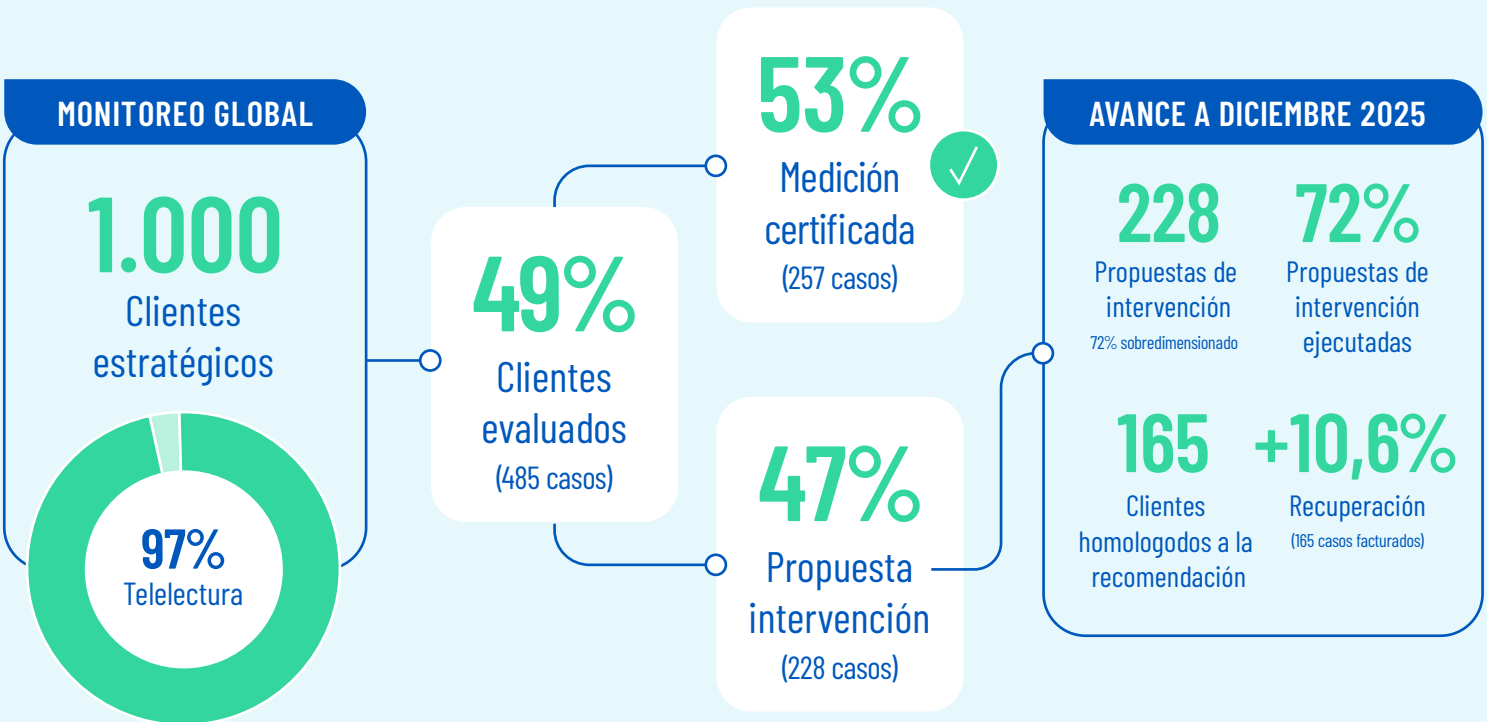 MONITOREO GLOBAL
1.000
Clientes
estratégicos
97%
Telelectura
49%
Clientes
evaluados
(485 casos)
53%
Medición
certificada
(257 casos)
47%
Propuesta
intervención
(228 casos)
AVANCE A DICIEMBRE 2025
228
Propuestas de
intervención
72% sobredimensionado
72%
Propuestas de
intervención
ejecutadas
165
Clientes
homologodos a la
recomendación
+10,6%
Recuperación
(165 casos facturados)